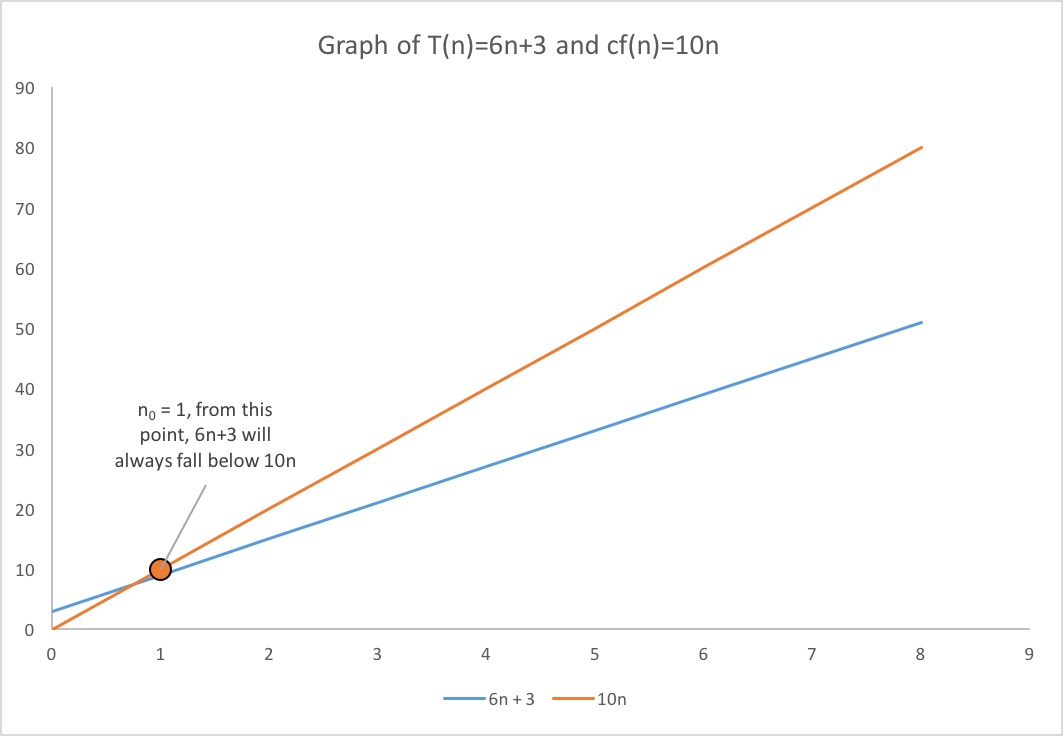 Graph of T(n)=6n+3 and cf(n)=10n
90
80
70
60
50
40
30
20
10
0
n₀ = 1, from this
point, 6n+3 will
always fall below 10n
0 1 2 3 4 5 6 7 8 9
6n + 3 10n